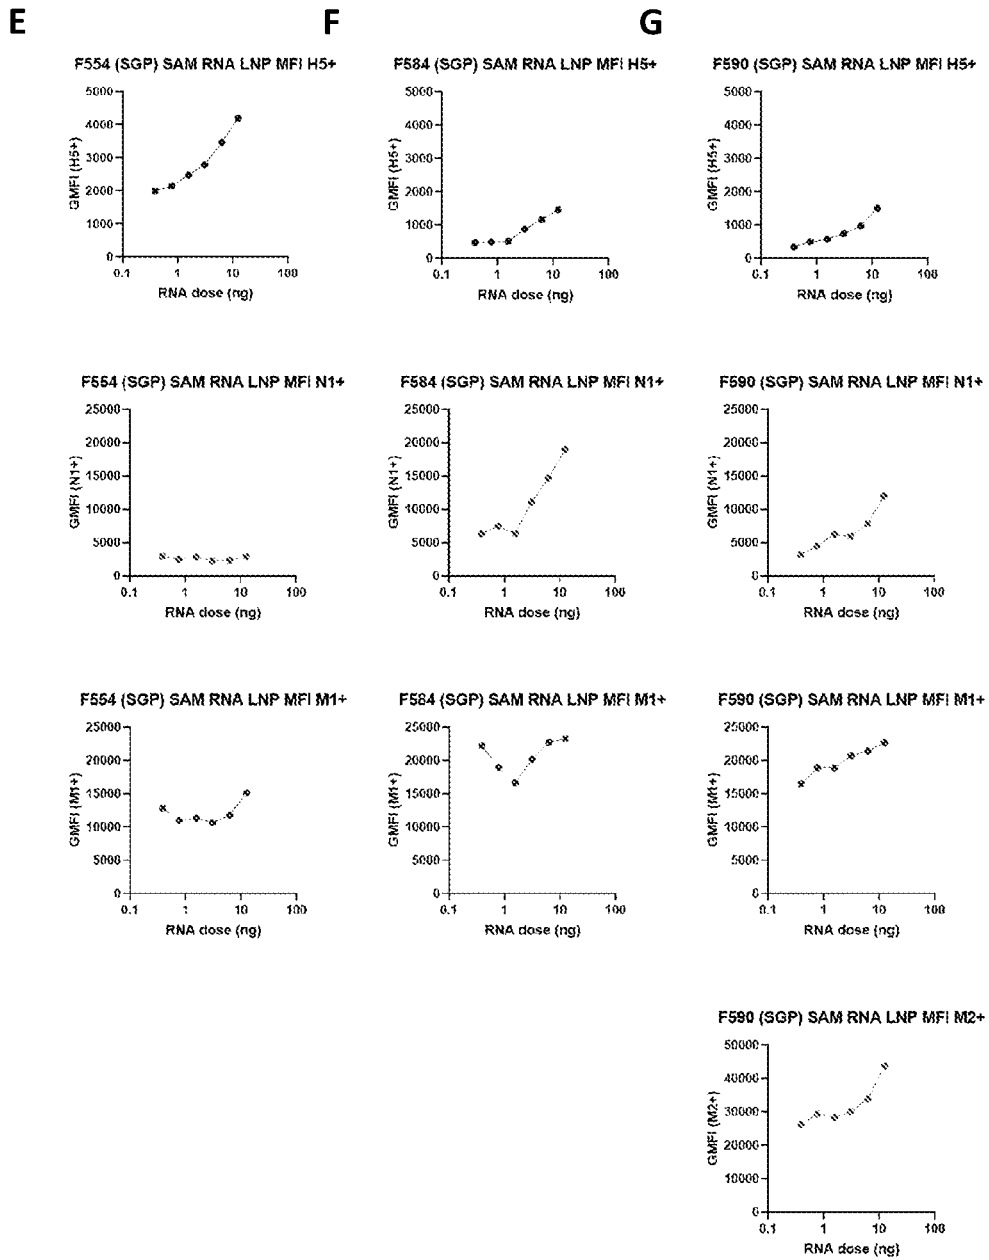 E F G
F554 (SGP) SAM RNA LNP MFI H5+
GMFI (H5+)
5000
4000
3000
2000
1000
0
0.1 1 10 100
RNA dose (ng)
F584 (SGP) SAM RNA LNP MFI H5+
GMFI (H5+)
5000
4000
3000
2000
1000
0
0.1 1 10 100
RNA dose (ng)
F590 (SGP) SAM RNA LNP MFI H5+
GMFI (H5+)
5000
4000
3000
2000
1000
0
0.1 1 10 100
RNA dose (ng)
F554 (SGP) SAM RNA LNP MFI N1+
GMFI (N1+)
25000
20000
15000
10000
5000
0
0.1 1 10 100
RNA dose (ng)
F584 (SGP) SAM RNA LNP MFI N1+
GMFI (N1+)
25000
20000
15000
10000
5000
0
0.1 1 10 100
RNA dose (ng)
F590 (SGP) SAM RNA LNP MFI N1+
GMFI (N1+)
25000
20000
15000
10000
5000
0
0.1 1 10 100
RNA dose (ng)
F554 (SGP) SAM RNA LNP MFI M1+
GMFI (M1+)
25000
20000
15000
10000
5000
0
0.1 1 10 100
RNA dose (ng)
F584 (SGP) SAM RNA LNP MFI M1+
GMFI (M1+)
25000
20000
15000
10000
5000
0
0.1 1 10 100
RNA dose (ng)
F590 (SGP) SAM RNA LNP MFI M1+
GMFI (M1+)
25000
20000
15000
10000
5000
0
0.1 1 10 100
RNA dose (ng)
F590 (SGP) SAM RNA LNP MFI M2+
GMFI (M2+)
50000
40000
30000
20000
10000
0
0.1 1 10 100
RNA dose (ng)